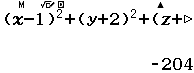 M √▫ D ▲
(x-1)²+(y+2)²+(z+▷
-204